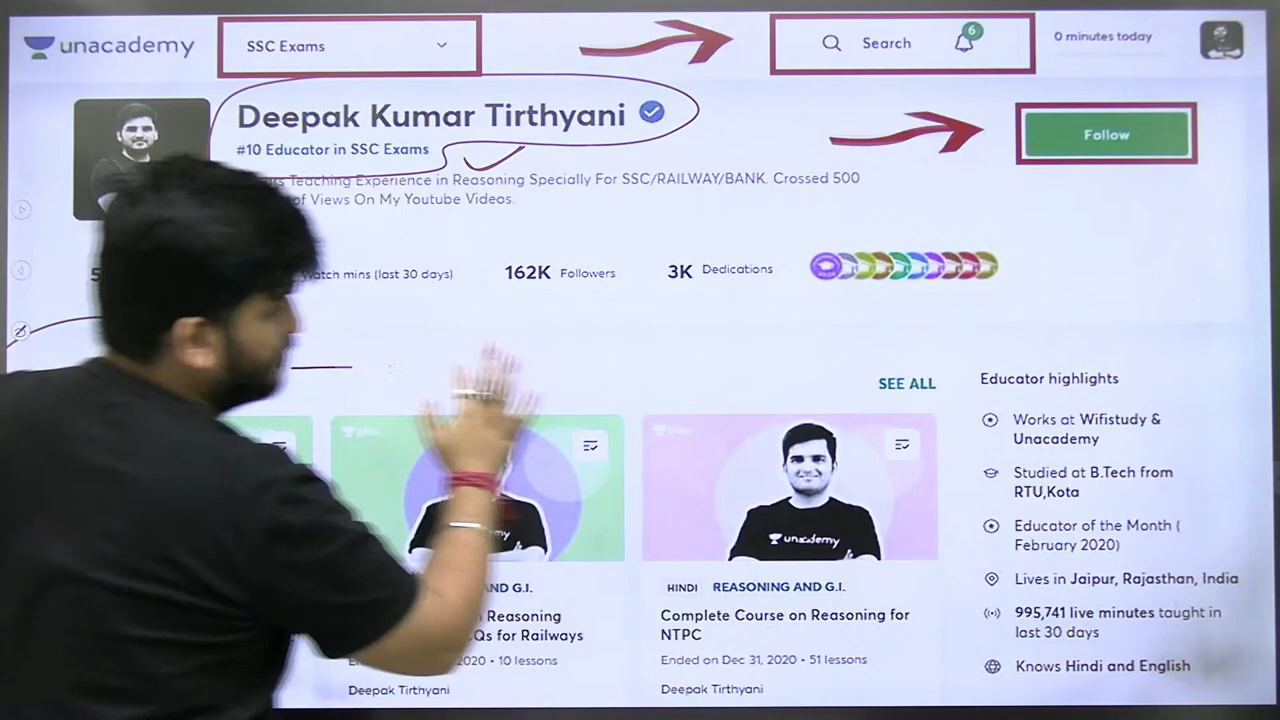 unacademy
SSC Exams
Search
6
0 minutes today
Deepak Kumar Tirthyani
#10 Educator in SSC Exams
Follow
Teaching Experience in Reasoning Specially For SSC/RAILWAY/BANK. Crossed 500
of Views On My Youtube Videos.
5
Watch mins (last 30 days)
162K Followers
3K Dedications
SEE ALL
Educator highlights
Works at Wifistudy &
Unacademy
Studied at B.Tech from
RTU,Kota
Educator of the Month (
February 2020)
Lives in Jaipur, Rajasthan, India
995,741 live minutes taught in
last 30 days
Knows Hindi and English
AND G.I.
Reasoning
Qs for Railways
2020 • 10 lessons
Deepak Tirthyani
unacademy
HINDI REASONING AND G.I.
Complete Course on Reasoning for
NTPC
Ended on Dec 31, 2020 • 51 lessons
Deepak Tirthyani